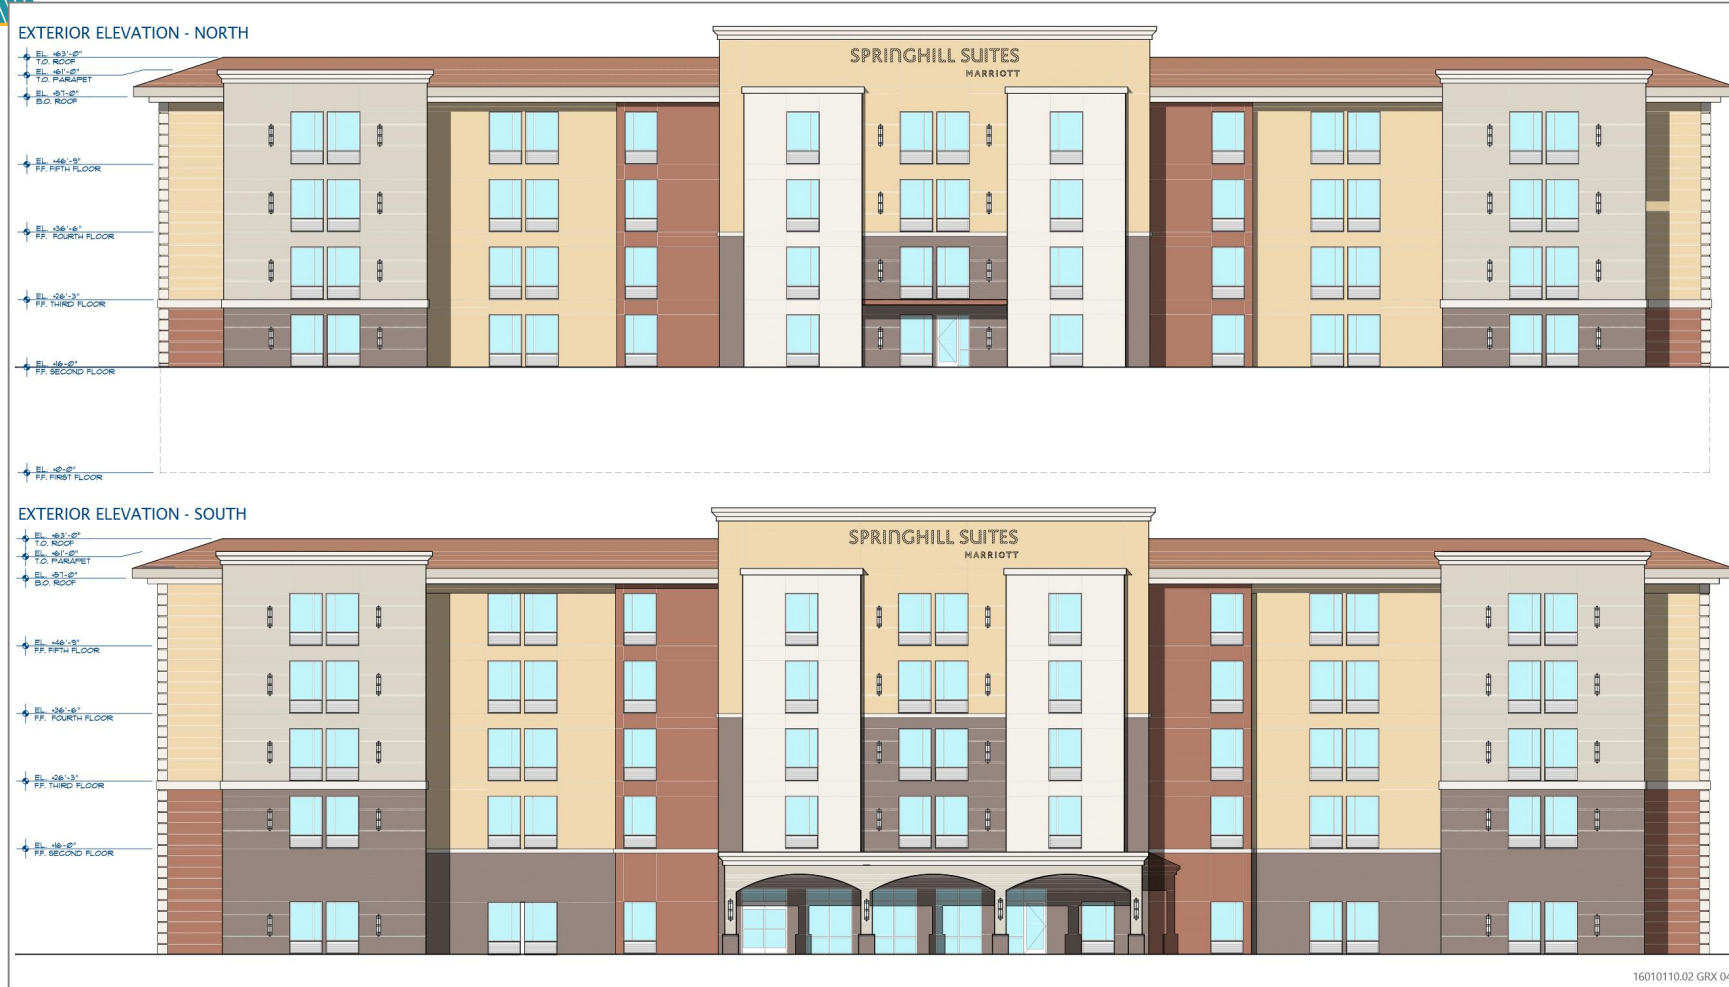 EXTERIOR ELEVATION - NORTH
SPRINGHILL SUITES
MARRIOTT
EL. +63'-0"
T.O. ROOF
EL. +61'-0"
T.O. PARAPET
EL. +57'-0"
B.O. ROOF
EL. +46'-9"
F.F. FIFTH FLOOR
EL. +36'-6"
F.F. FOURTH FLOOR
EL. +26'-3"
F.F. THIRD FLOOR
EL. +16'-0"
F.F. SECOND FLOOR
EL. +0'-0"
F.F. FIRST FLOOR
EXTERIOR ELEVATION - SOUTH
SPRINGHILL SUITES
MARRIOTT
EL. +63'-0"
T.O. ROOF
EL. +61'-0"
T.O. PARAPET
EL. +57'-0"
B.O. ROOF
EL. +46'-9"
F.F. FIFTH FLOOR
EL. +36'-6"
F.F. FOURTH FLOOR
EL. +26'-3"
F.F. THIRD FLOOR
EL. +16'-0"
F.F. SECOND FLOOR
16010110.02 GRX 04